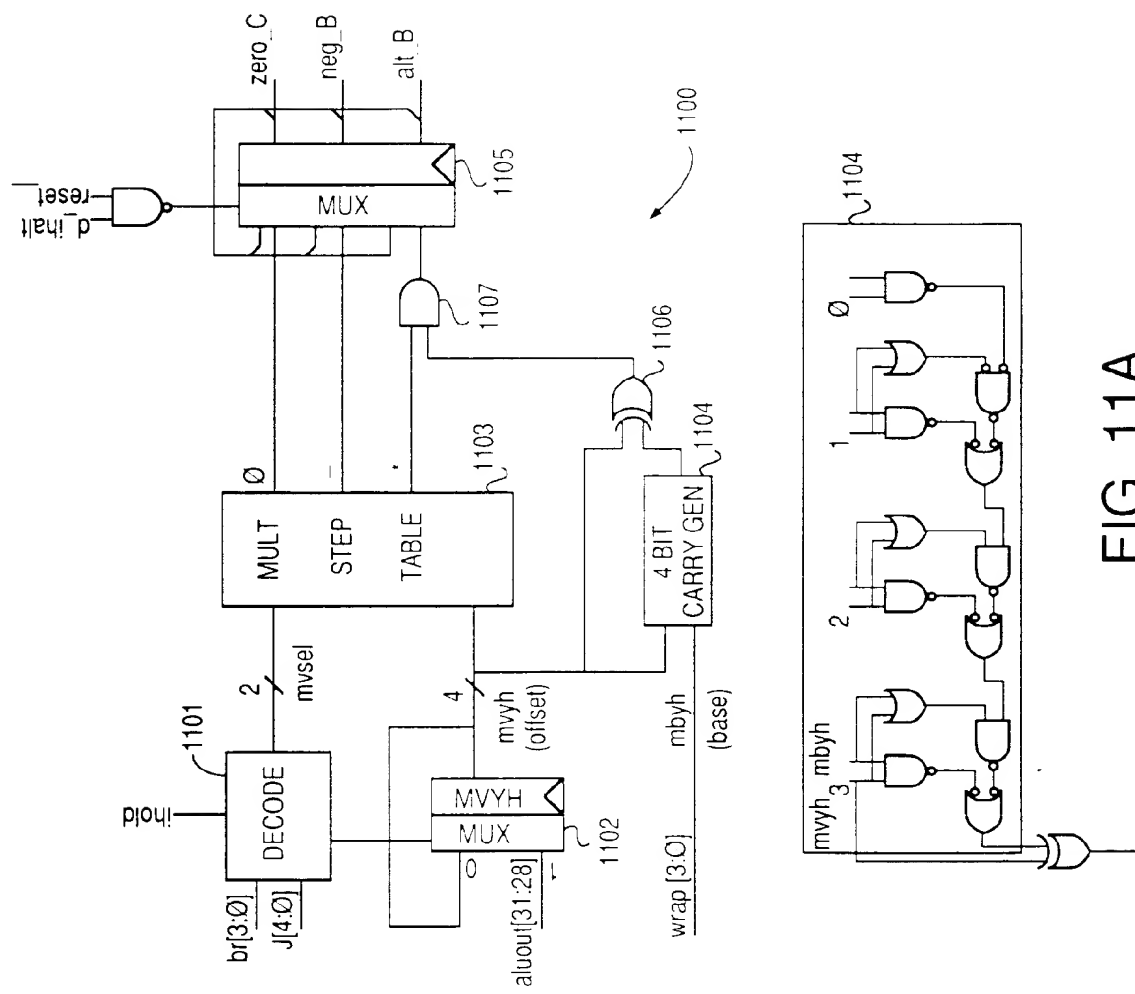 d_ihalt
reset_
zero_C
neg_B
alt_B
MUX
1105
1100
1107
1106
MULT
Ø
STEP
–
TABLE
1103
1104
4 BIT
CARRY GEN
2
mvsel
4
mvyh
(offset)
mbyh
(base)
1101
ihold
DECODE
br[3:Ø]
J[4:Ø]
MVYH
MUX
1102
0
1
aluout[31:28]
wrap [3:0]
1104
Ø
1
2
3
mvyh
mbyh
FIG. 11A